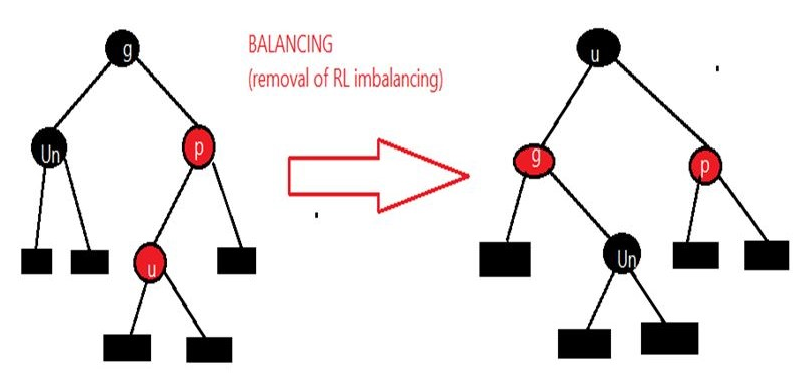 g
BALANCING
(removal of RL imbalancing)
u
Un
p
g
p
u
Un